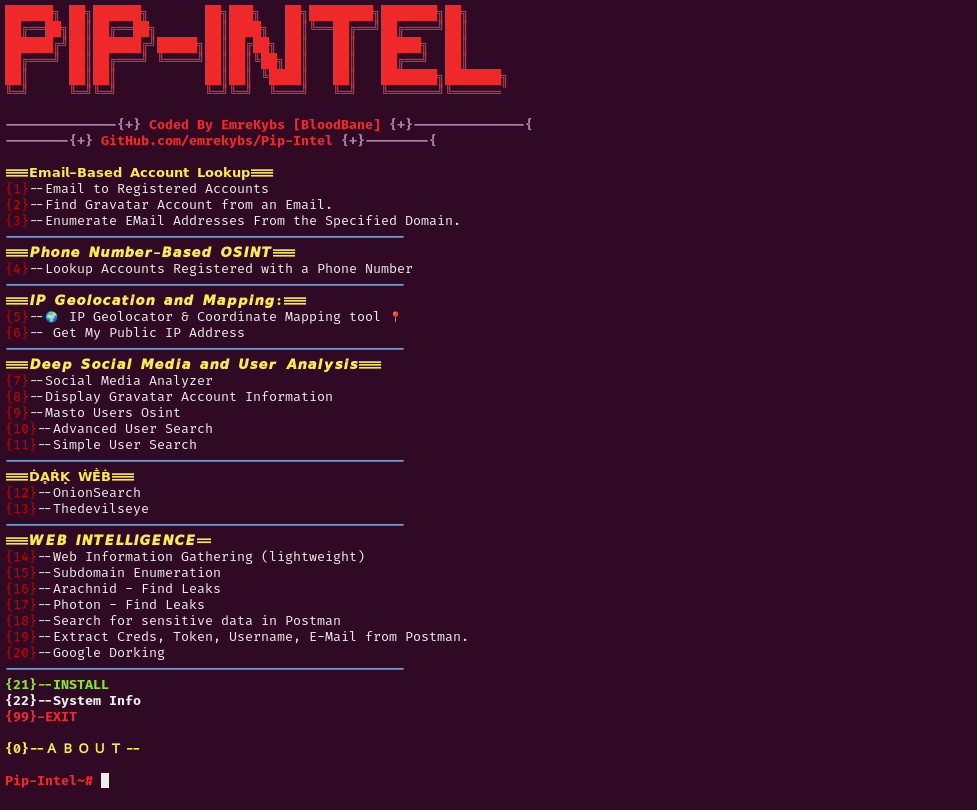 PIP-INTEL
——————————————{+} Coded By EmreKybs [BloodBane] {+}——————————————{
————————{+} GitHub.com/emrekybs/Pip-Intel {+}————————{
===Email-Based Account Lookup===
{1}--Email to Registered Accounts
{2}--Find Gravatar Account from an Email.
{3}--Enumerate EMail Addresses From the Specified Domain.
===Phone Number-Based OSINT===
{4}--Lookup Accounts Registered with a Phone Number
===IP Geolocation and Mapping:===
{5}--🌍 IP Geolocator & Coordinate Mapping tool 📍
{6}-- Get My Public IP Address
===Deep Social Media and User Analysis===
{7}--Social Media Analyzer
{8}--Display Gravatar Account Information
{9}--Masto Users Osint
{10}--Advanced User Search
{11}--Simple User Search
===ḊẠṘḲ ẆḔḂ===
{12}--OnionSearch
{13}--Thedevilseye
===WEB INTELLIGENCE==
{14}--Web Information Gathering (lightweight)
{15}--Subdomain Enumeration
{16}--Arachnid - Find Leaks
{17}--Photon - Find Leaks
{18}--Search for sensitive data in Postman
{19}--Extract Creds, Token, Username, E-Mail from Postman.
{20}--Google Dorking
{21}--INSTALL
{22}--System Info
{99}-EXIT
{0}--ＡＢＯＵＴ--
Pip-Intel~#